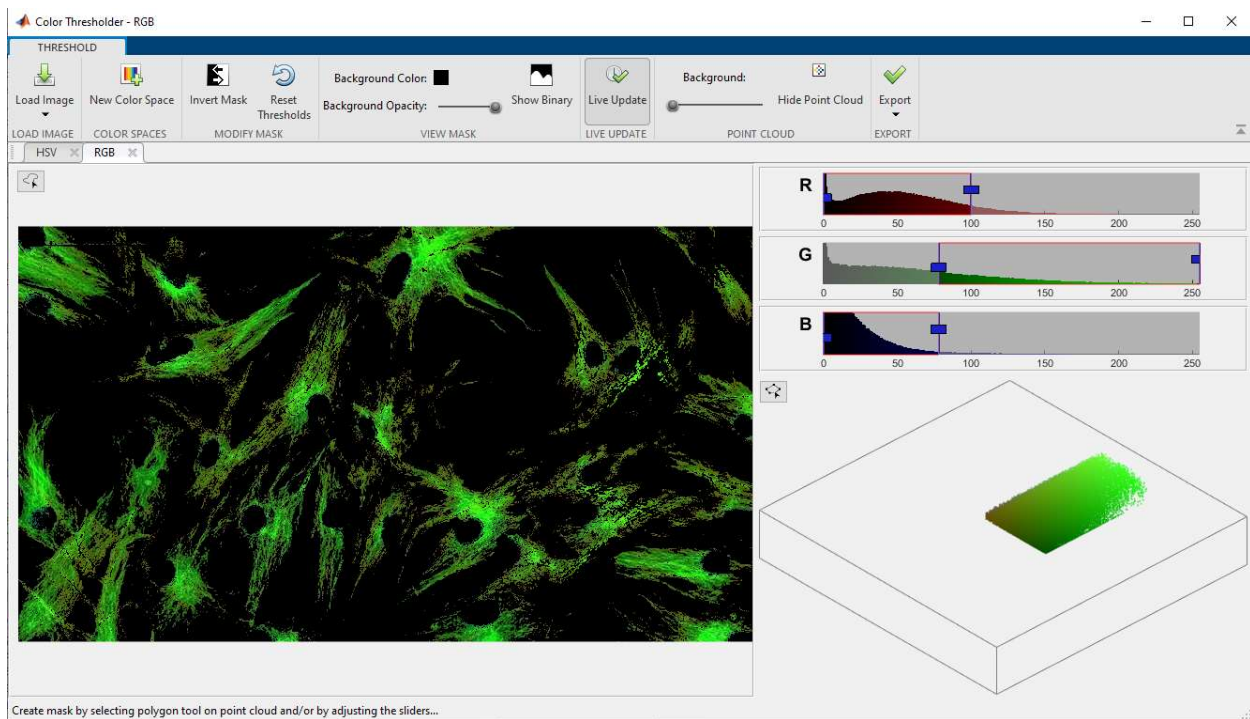 Color Thresholder - RGB
THRESHOLD
Load Image
New Color Space
Invert Mask
Reset
Thresholds
Background Color:
Background Opacity:
Show Binary
Live Update
Background:
Hide Point Cloud
Export
LOAD IMAGE
COLOR SPACES
MODIFY MASK
VIEW MASK
LIVE UPDATE
POINT CLOUD
EXPORT
HSV
RGB
R
0 50 100 150 200 250
G
0 50 100 150 200 250
B
0 50 100 150 200 250
Create mask by selecting polygon tool on point cloud and/or by adjusting the sliders...